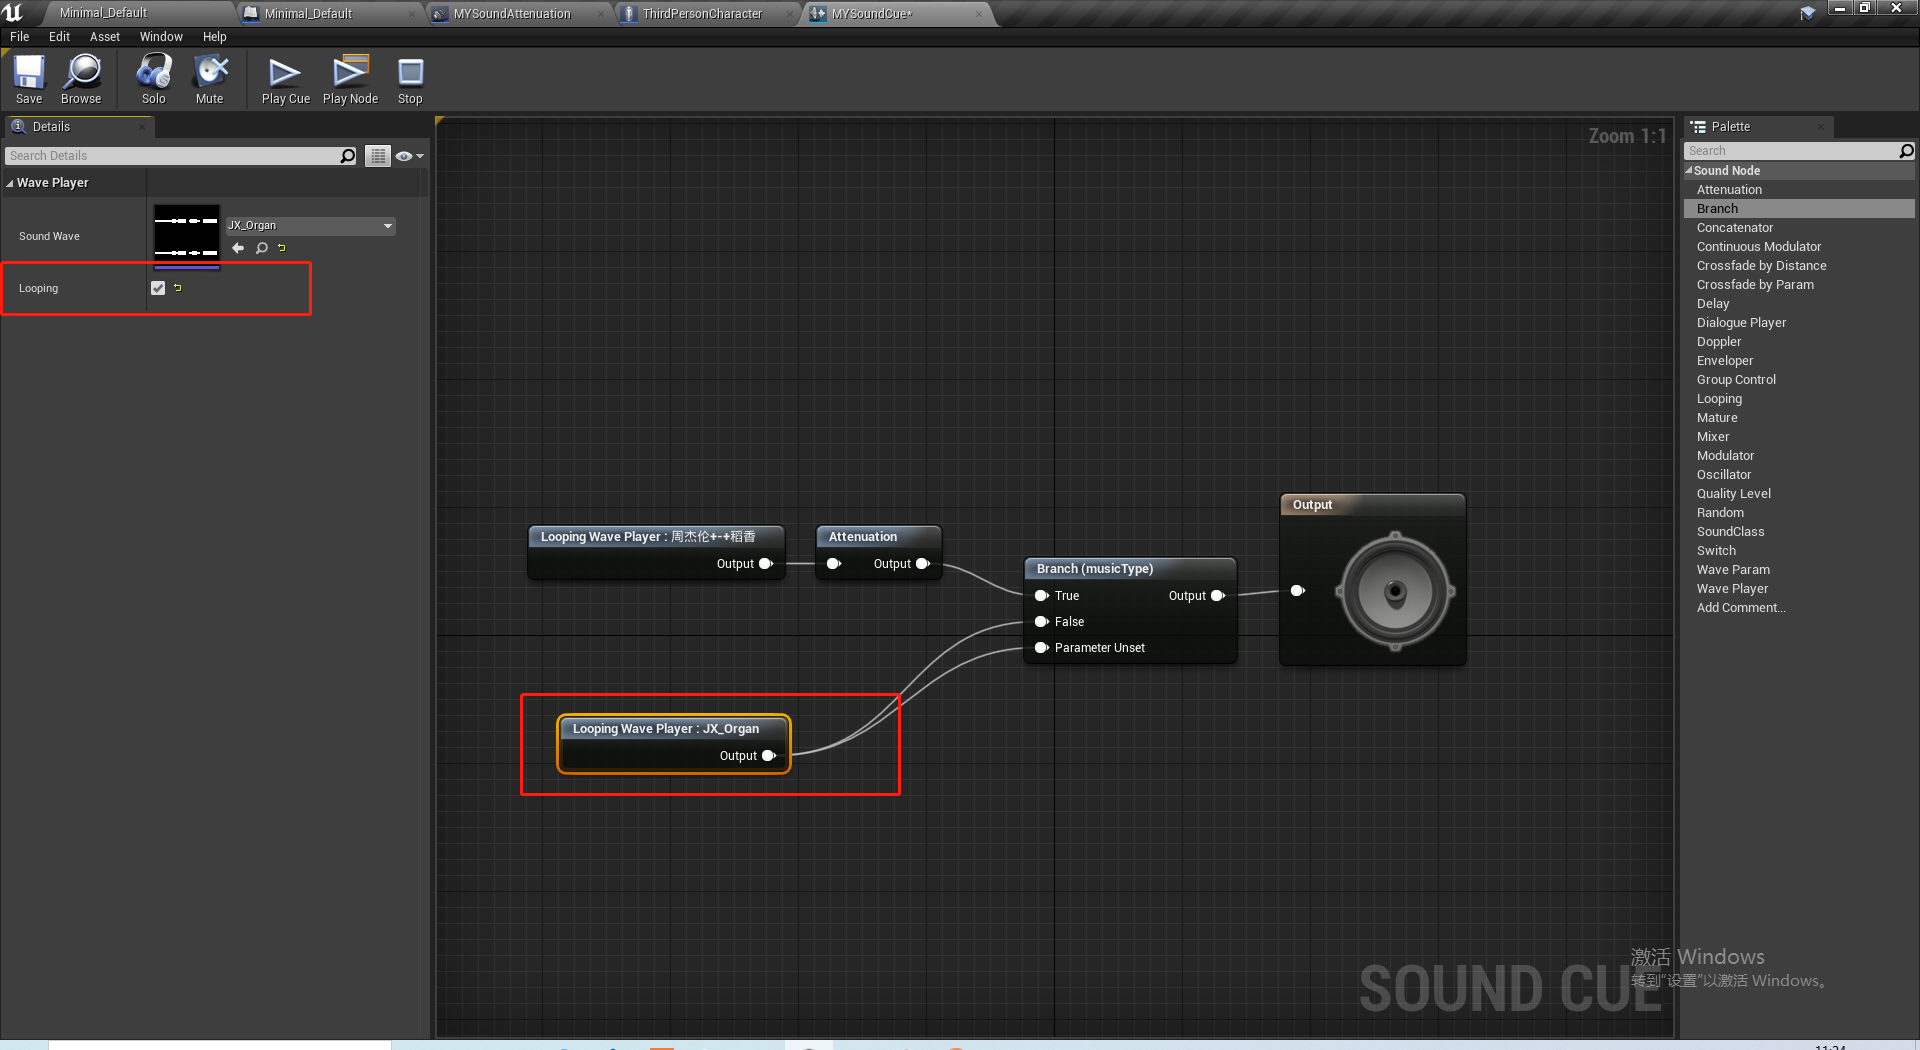 Minimal_Default
Minimal_Default
MYSoundAttenuation
ThirdPersonCharacter
MYSoundCue*
File Edit Asset Window Help
Save
Browse
Solo
Mute
Play Cue
Play Node
Stop
Details
Search Details
Wave Player
Sound Wave
JX_Organ
Looping
Zoom 1:1
Looping Wave Player : 周杰伦+-+稻香
Output
Attenuation
Output
Branch (musicType)
True
Output
False
Parameter Unset
Output
Looping Wave Player : JX_Organ
Output
SOUND CUE
Palette
Search
Sound Node
Attenuation
Branch
Concatenator
Continuous Modulator
Crossfade by Distance
Crossfade by Param
Delay
Dialogue Player
Doppler
Enveloper
Group Control
Looping
Mature
Mixer
Modulator
Oscillator
Quality Level
Random
SoundClass
Switch
Wave Param
Wave Player
Add Comment...
激活 Windows
转到“设置”以激活 Windows。